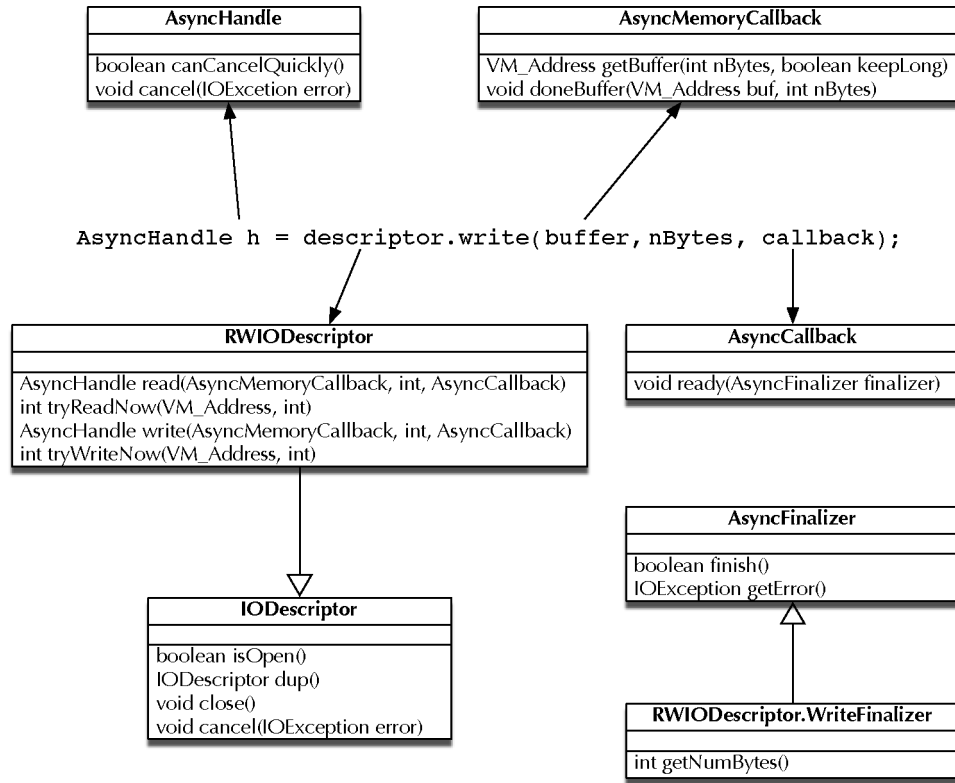 AsyncHandle
boolean canCancelQuickly()
void cancel(IOExcetion error)
AsyncMemoryCallback
VM_Address getBuffer(int nBytes, boolean keepLong)
void doneBuffer(VM_Address buf, int nBytes)
AsyncHandle h = descriptor.write(buffer,nBytes, callback);
RWIODescriptor
AsyncHandle read(AsyncMemoryCallback, int, AsyncCallback)
int tryReadNow(VM_Address, int)
AsyncHandle write(AsyncMemoryCallback, int, AsyncCallback)
int tryWriteNow(VM_Address, int)
AsyncCallback
void ready(AsyncFinalizer finalizer)
AsyncFinalizer
boolean finish()
IOException getError()
IODescriptor
boolean isOpen()
IODescriptor dup()
void close()
void cancel(IOException error)
RWIODescriptor.WriteFinalizer
int getNumBytes()